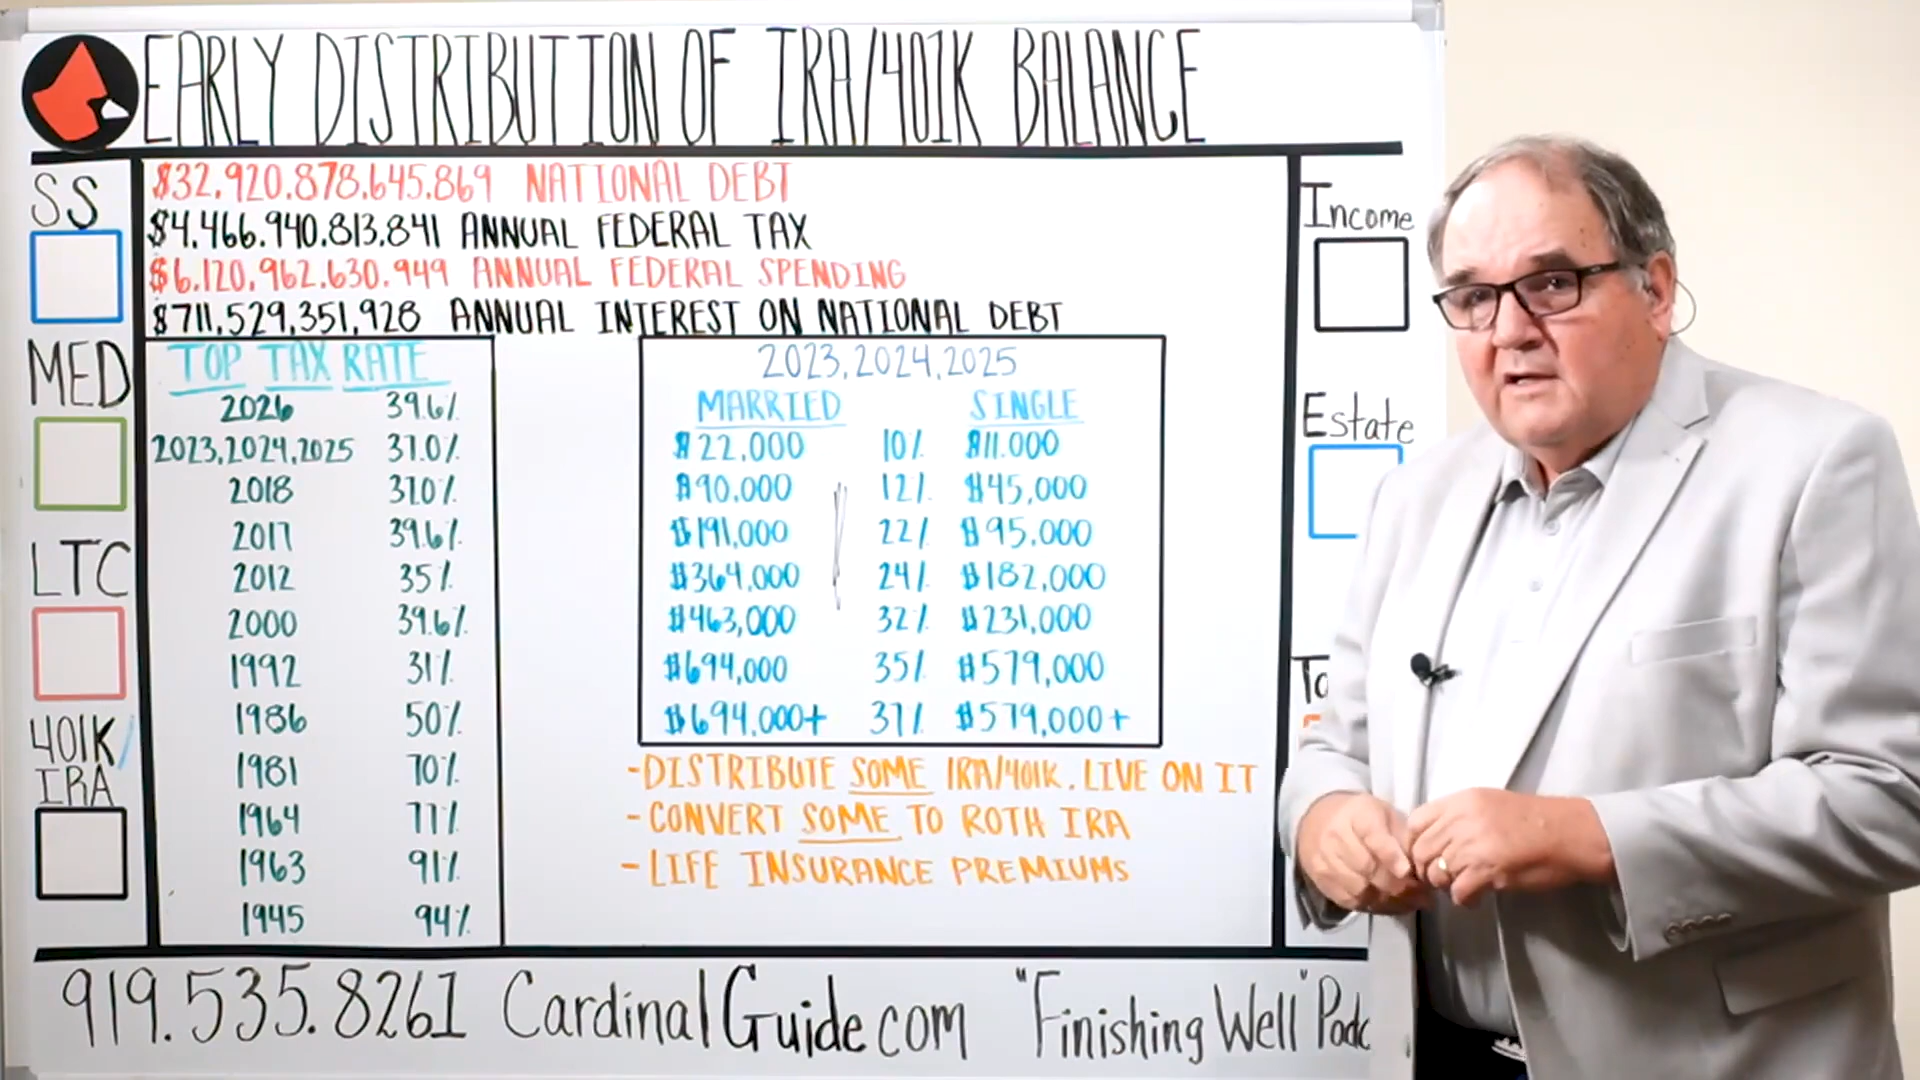 EARLY DISTRIBUTION OF IRA/401K BALANCE
SS
MED
LTC
401K/
IRA
$32,920,878,645,869 NATIONAL DEBT
$4,466,940,813,841 ANNUAL FEDERAL TAX
$6,120,962,630,949 ANNUAL FEDERAL SPENDING
$711,529,351,928 ANNUAL INTEREST ON NATIONAL DEBT
TOP TAX RATE
2026 39.6%
2023,2024,2025 37.0%
2018 37.0%
2017 39.6%
2012 35%
2000 39.6%
1992 31%
1986 50%
1981 70%
1964 77%
1963 91%
1945 94%
2023,2024,2025
MARRIED SINGLE
$22,000 10% $11,000
$90,000 12% $45,000
$191,000 22% $95,000
$364,000 24% $182,000
$463,000 32% $231,000
$694,000 35% $579,000
$694,000+ 37% $579,000+
-DISTRIBUTE SOME IRA/401K, LIVE ON IT
-CONVERT SOME TO ROTH IRA
-LIFE INSURANCE PREMIUMS
Income
Estate
919.535.8261 CardinalGuide.com "Finishing Well"